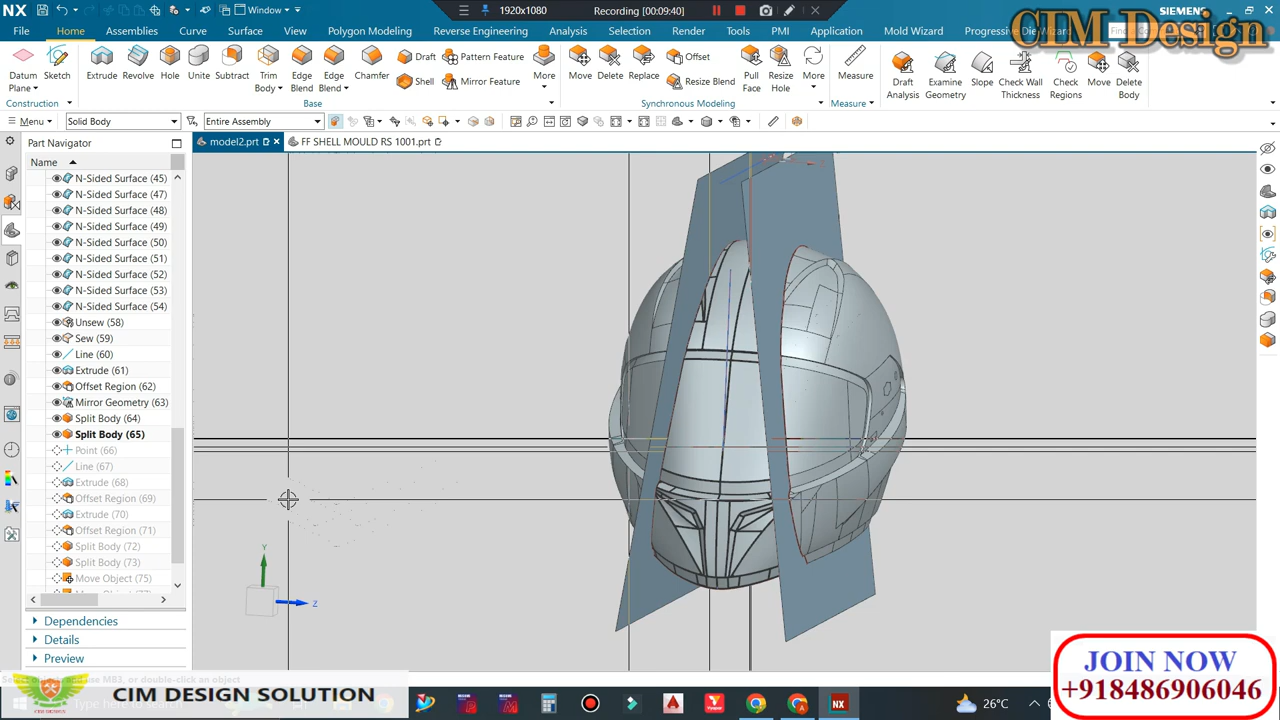 NX
Window
1920x1080
Recording [00:09:40]
SIEMENS
CIM Design
File
Home
Assemblies
Curve
Surface
View
Polygon Modeling
Reverse Engineering
Analysis
Selection
Render
Tools
PMI
Application
Mold Wizard
Progressive Die Wizard
Datum Plane
Sketch
Extrude
Revolve
Hole
Unite
Subtract
Trim Body
Edge Blend
Edge Blend
Chamfer
Draft
Shell
Pattern Feature
Mirror Feature
More
Move
Delete
Replace
Offset
Resize Blend
Pull Face
Resize Hole
More
Measure
Draft Analysis
Examine Geometry
Slope
Check Wall Thickness
Check Regions
Move
Delete Body
Construction
Base
Synchronous Modeling
Measure
Menu
Solid Body
Entire Assembly
Part Navigator
model2.prt
FF SHELL MOULD RS 1001.prt
Name
N-Sided Surface (45)
N-Sided Surface (47)
N-Sided Surface (48)
N-Sided Surface (49)
N-Sided Surface (50)
N-Sided Surface (51)
N-Sided Surface (52)
N-Sided Surface (53)
N-Sided Surface (54)
Unsew (58)
Sew (59)
Line (60)
Extrude (61)
Offset Region (62)
Mirror Geometry (63)
Split Body (64)
Split Body (65)
Point (66)
Line (67)
Extrude (68)
Offset Region (69)
Extrude (70)
Offset Region (71)
Split Body (72)
Split Body (73)
Move Object (75)
Y
Z
Dependencies
Details
Preview
JOIN NOW
+918486906046
CIM DESIGN SOLUTION
26°C
NX